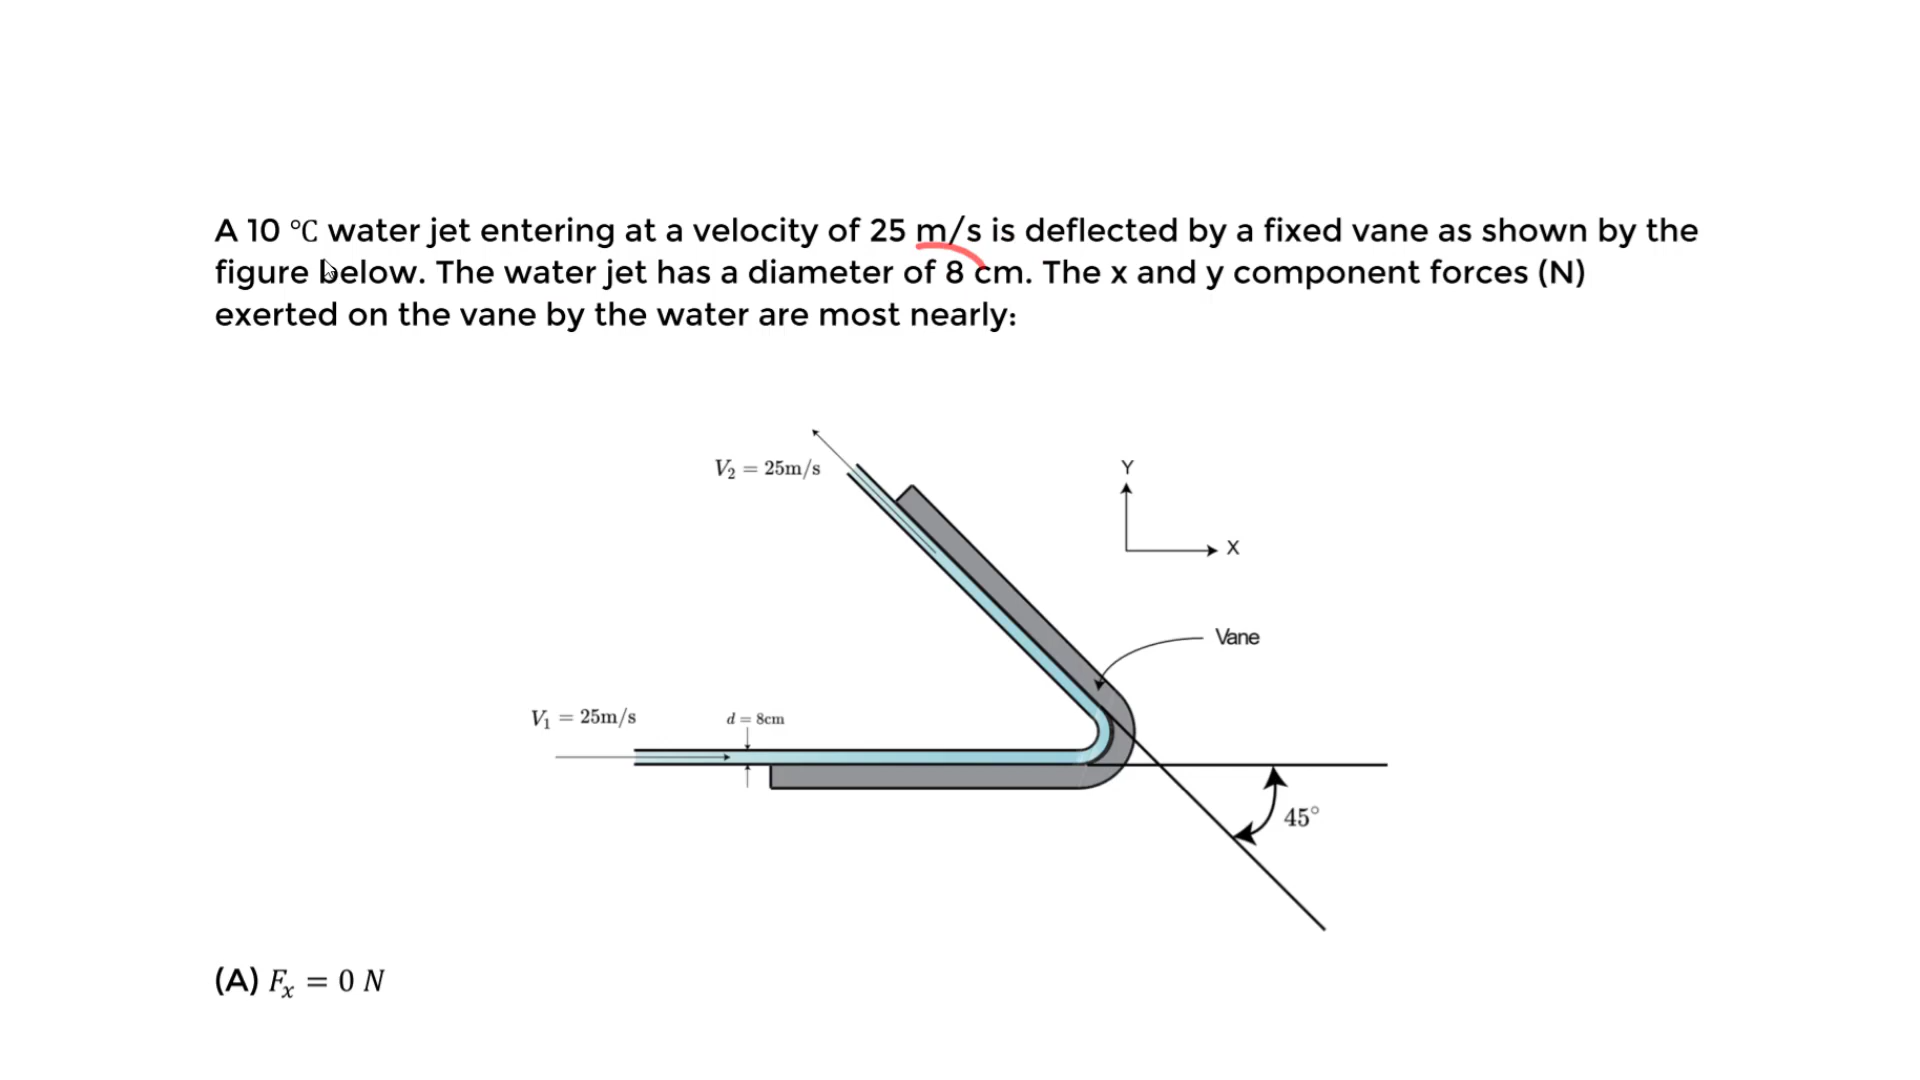 A 10 °C water jet entering at a velocity of 25 m/s is deflected by a fixed vane as shown by the
figure below. The water jet has a diameter of 8 cm. The x and y component forces (N)
exerted on the vane by the water are most nearly:
V₂ = 25m/s
Y
X
Vane
V₁ = 25m/s
d = 8cm
45°
(A) Fₓ = 0 N